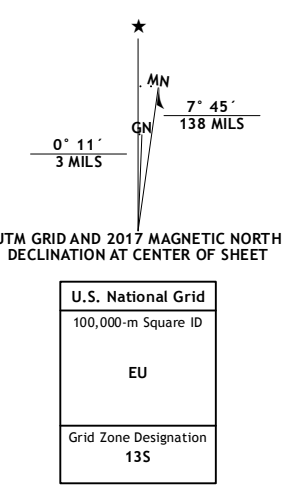 ★
MN
7° 45´
138 MILS
GN
0° 11´
3 MILS
UTM GRID AND 2017 MAGNETIC NORTH
DECLINATION AT CENTER OF SHEET
U.S. National Grid
100,000-m Square ID
EU
Grid Zone Designation
13S